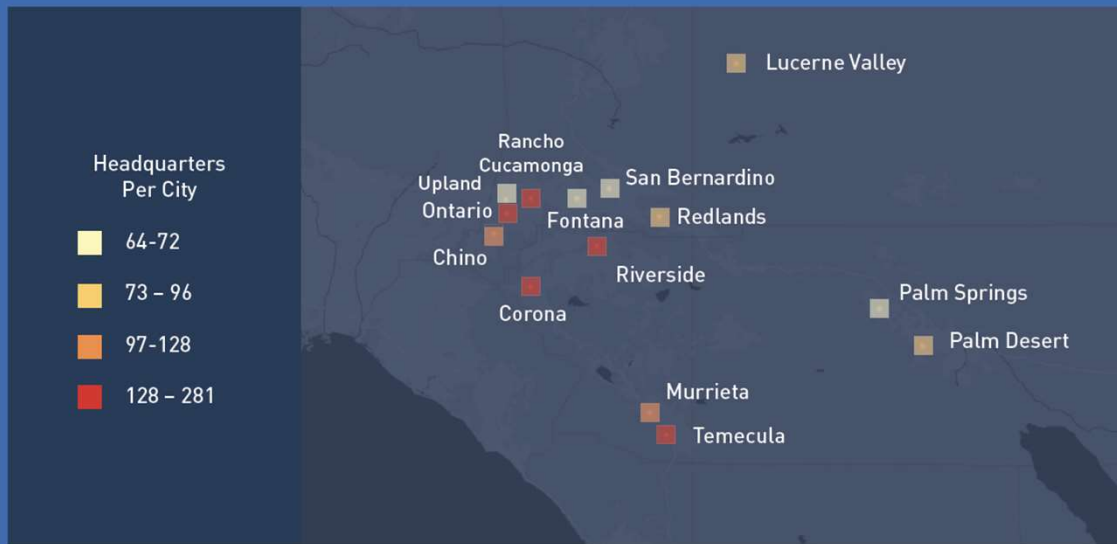 Headquarters
Per City
64-72
73 – 96
97-128
128 – 281
Lucerne Valley
Rancho
Cucamonga
Upland
San Bernardino
Ontario
Fontana
Redlands
Chino
Riverside
Corona
Palm Springs
Palm Desert
Murrieta
Temecula